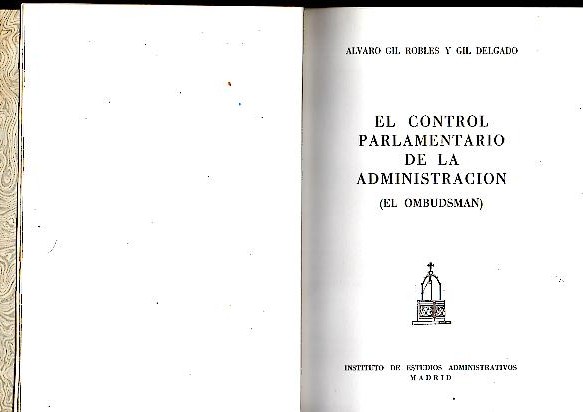 ALVARO GIL ROBLES Y GIL DELGADO
EL CONTROL
PARLAMENTARIO
DE LA
ADMINISTRACION
(EL OMBUDSMAN)
INSTITUTO DE ESTUDIOS ADMINISTRATIVOS
MADRID